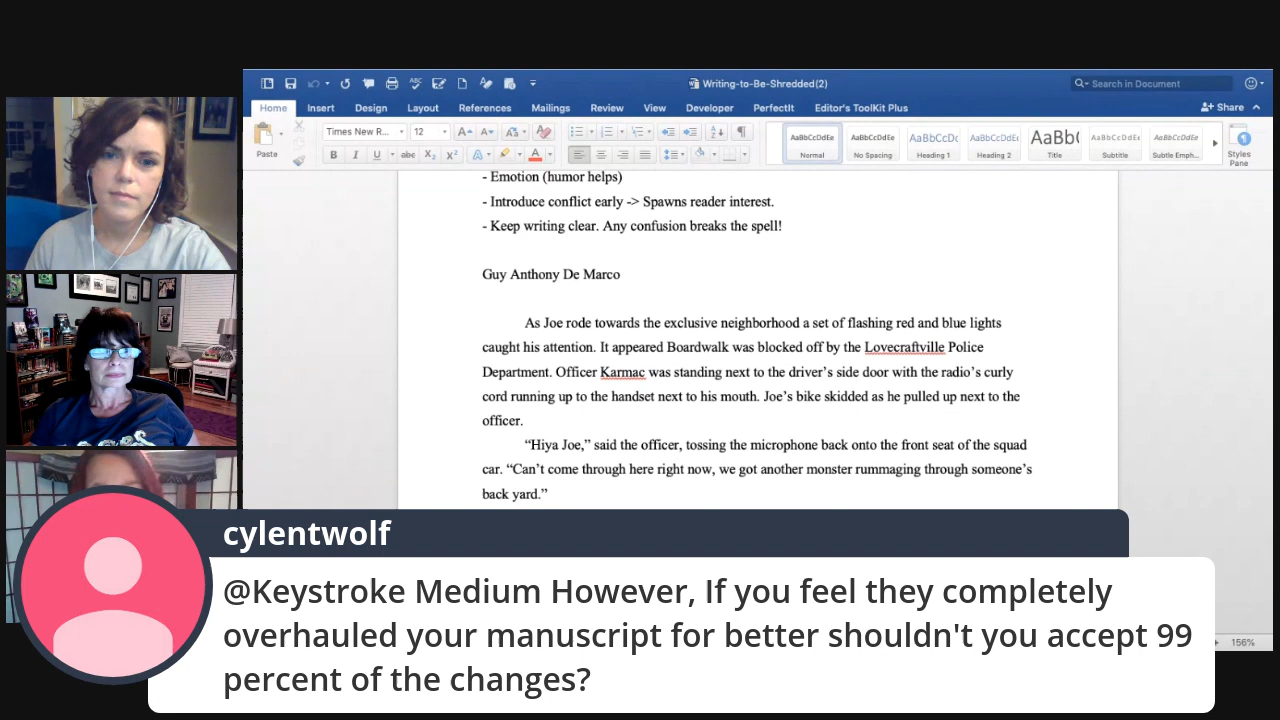 Writing-to-Be-Shredded(2)
Search in Document
Home Insert Design Layout References Mailings Review View Developer PerfectIt Editor's ToolKit Plus Share
Times New R... 12
Paste
AaBbCcDdEe AaBbCcDdEe AaBbCcDc AaBbCcDdEe AaBb( AaBbCcDdEe AaBbCcDdEe
Normal No Spacing Heading 1 Heading 2 Title Subtitle Subtle Emph... Styles Pane
- Emotion (humor helps)
- Introduce conflict early -> Spawns reader interest.
- Keep writing clear. Any confusion breaks the spell!
Guy Anthony De Marco
As Joe rode towards the exclusive neighborhood a set of flashing red and blue lights
caught his attention. It appeared Boardwalk was blocked off by the Lovecraftville Police
Department. Officer Karmac was standing next to the driver's side door with the radio's curly
cord running up to the handset next to his mouth. Joe's bike skidded as he pulled up next to the
officer.
“Hiya Joe,” said the officer, tossing the microphone back onto the front seat of the squad
car. “Can't come through here right now, we got another monster rummaging through someone's
back yard.”
cylentwolf
@Keystroke Medium However, If you feel they completely
overhauled your manuscript for better shouldn't you accept 99
percent of the changes?
156%